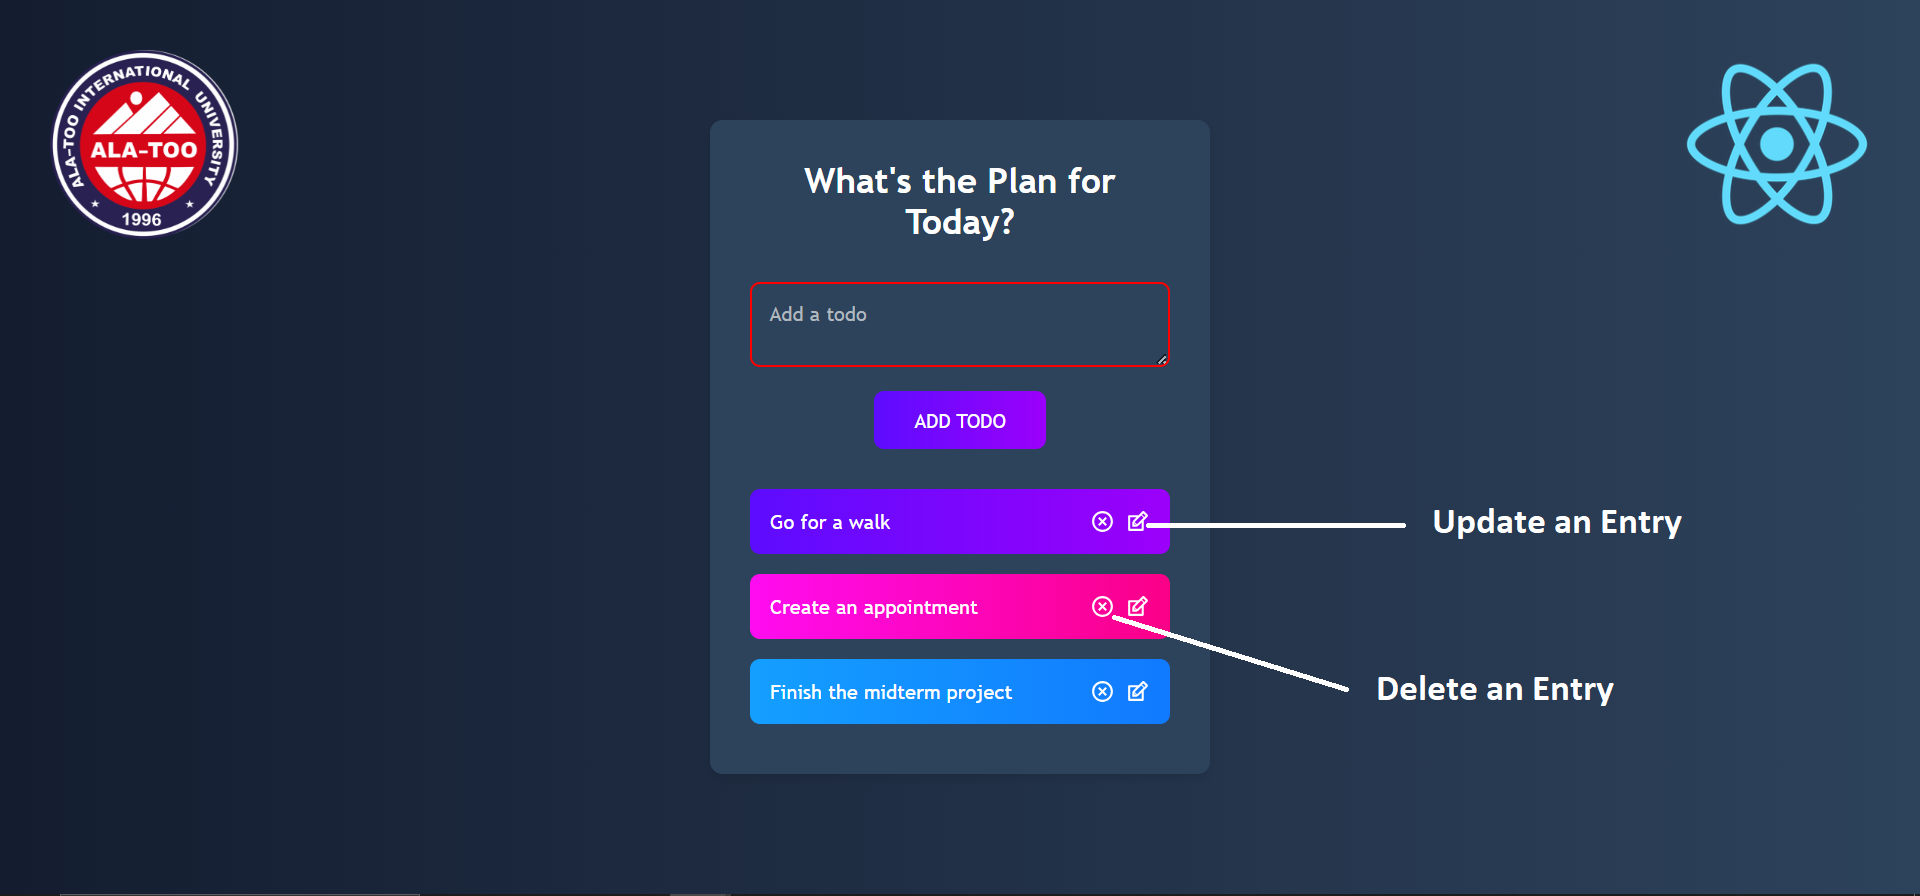 ALA-TOO INTERNATIONAL UNIVERSITY
ALA-TOO
1996
What's the Plan for
Today?
Add a todo
ADD TODO
Go for a walk
Update an Entry
Create an appointment
Delete an Entry
Finish the midterm project